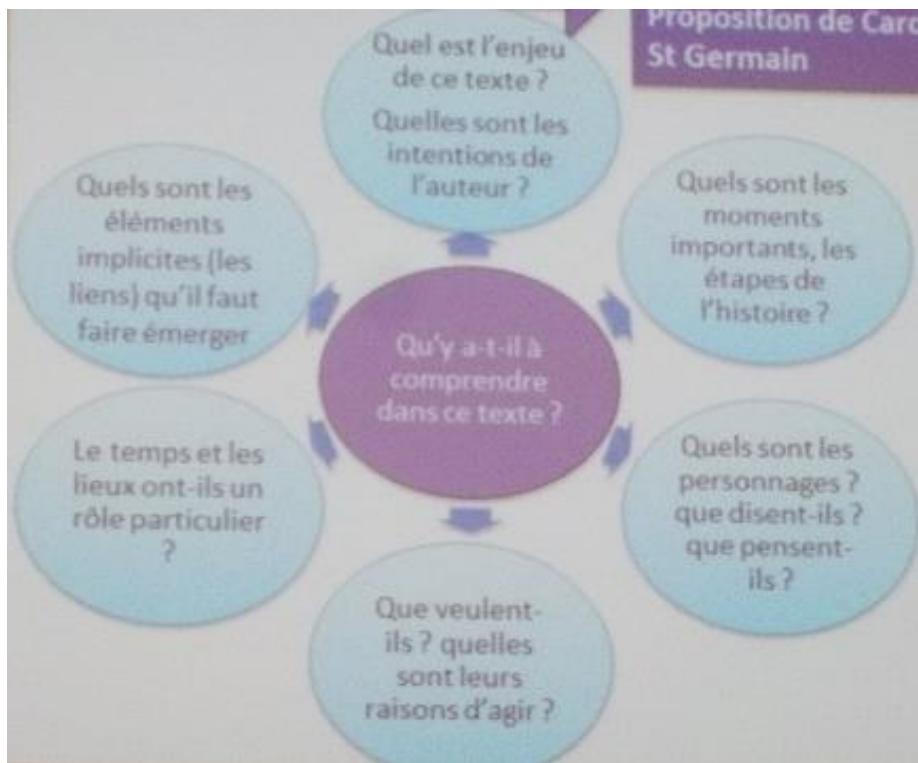 Proposition de
St Germain
Quel est l'enjeu
de ce texte ?
Quelles sont les
intentions de
l'auteur ?
Quels sont les
moments
importants, les
étapes de
l'histoire ?
Quels sont les
personnages ?
que disent-ils ?
que pensent-
ils ?
Que veulent-
ils ? quelles
sont leurs
raisons d'agir ?
Le temps et les
lieux ont-ils un
rôle particulier
?
Quels sont les
éléments
implicites (les
liens) qu'il faut
faire émerger
Qu'y a-t-il à
comprendre
dans ce texte ?